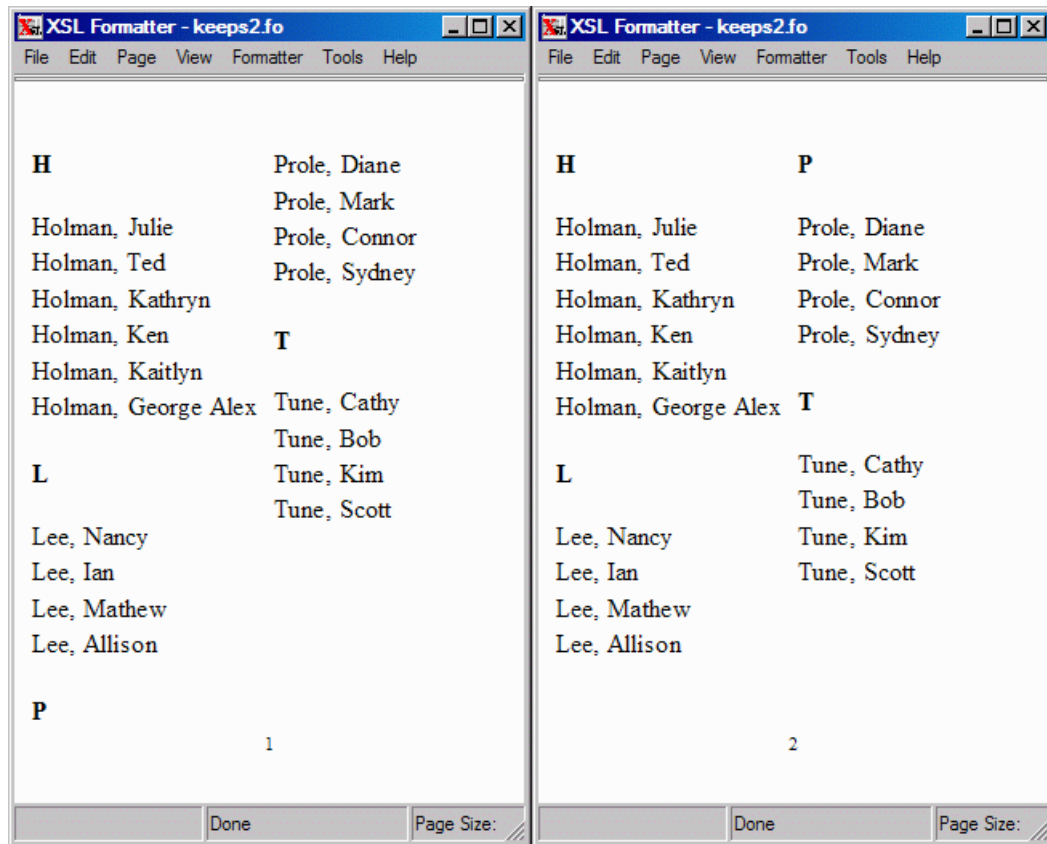 XSL Formatter - keeps2.fo
File Edit Page View Formatter Tools Help
H
Holman, Julie
Holman, Ted
Holman, Kathryn
Holman, Ken
Holman, Kaitlyn
Holman, George Alex
L
Lee, Nancy
Lee, Ian
Lee, Mathew
Lee, Allison
P
Prole, Diane
Prole, Mark
Prole, Connor
Prole, Sydney
T
Tune, Cathy
Tune, Bob
Tune, Kim
Tune, Scott
1
Done
Page Size:
XSL Formatter - keeps2.fo
File Edit Page View Formatter Tools Help
H
Holman, Julie
Holman, Ted
Holman, Kathryn
Holman, Ken
Holman, Kaitlyn
Holman, George Alex
L
Lee, Nancy
Lee, Ian
Lee, Mathew
Lee, Allison
P
Prole, Diane
Prole, Mark
Prole, Connor
Prole, Sydney
T
Tune, Cathy
Tune, Bob
Tune, Kim
Tune, Scott
2
Done
Page Size: